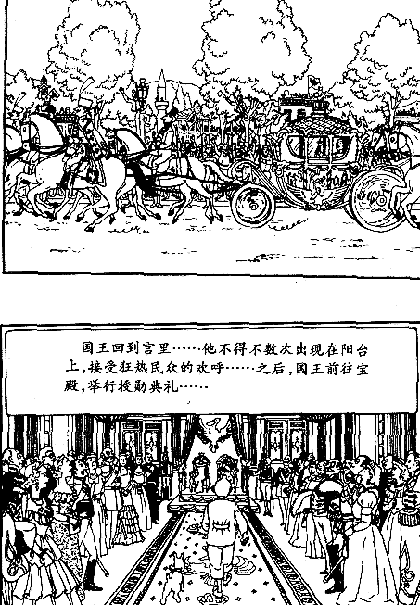 国王回到言里……他不得不数次出现在阳台
上，接受狂热民众的欢呼……之后，国王前往宝
殿，举行授勋典礼……